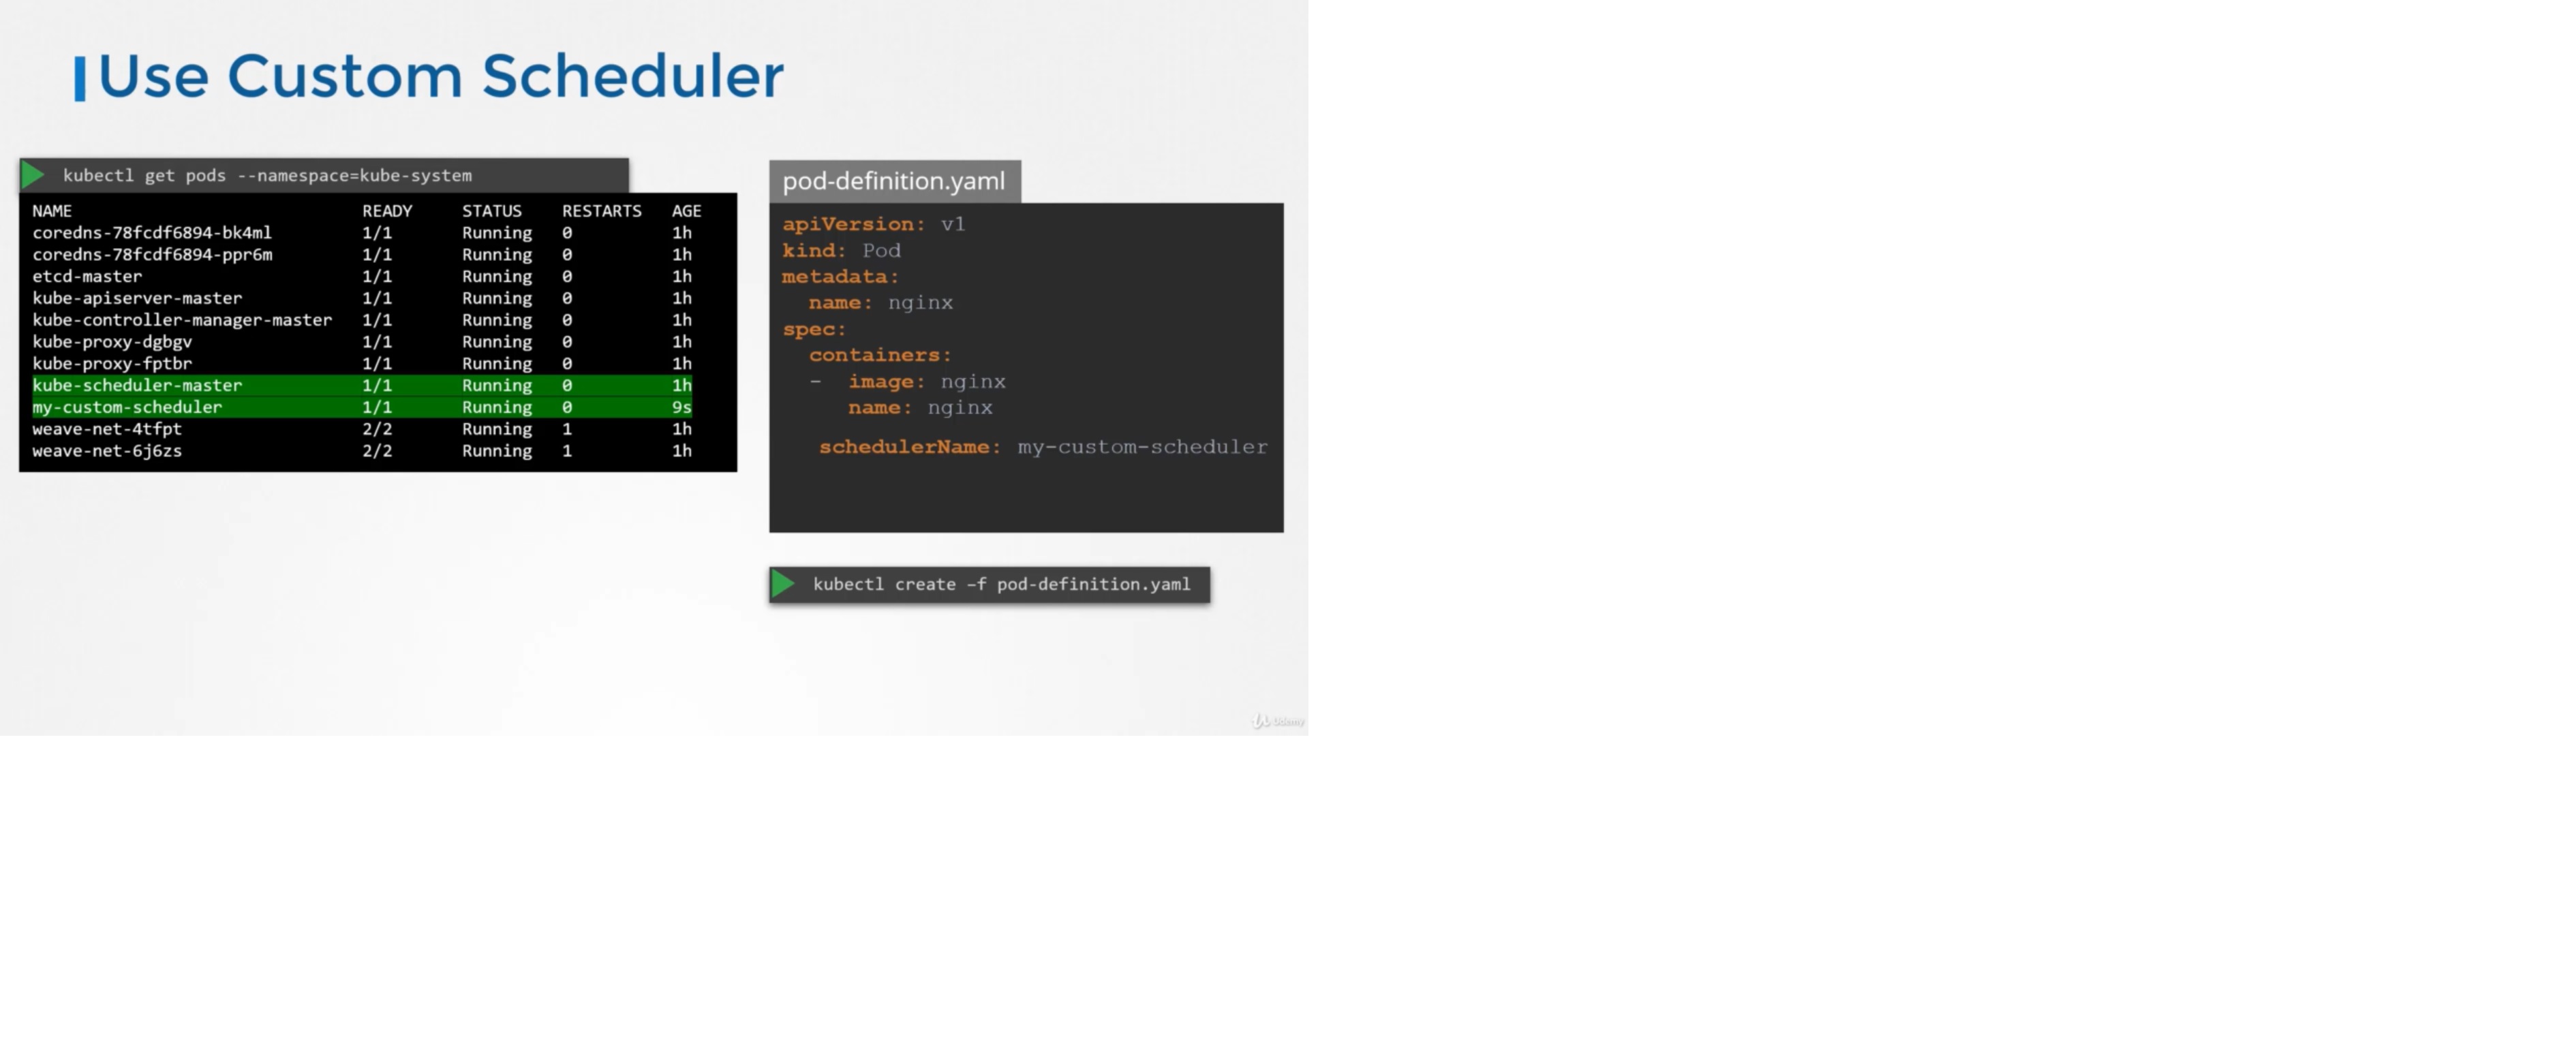 Use Custom Scheduler
kubectl get pods --namespace=kube-system
NAME READY STATUS RESTARTS AGE
coredns-78fcdf6894-bk4ml 1/1 Running 0 1h
coredns-78fcdf6894-ppr6m 1/1 Running 0 1h
etcd-master 1/1 Running 0 1h
kube-apiserver-master 1/1 Running 0 1h
kube-controller-manager-master 1/1 Running 0 1h
kube-proxy-dgbgv 1/1 Running 0 1h
kube-proxy-fptbr 1/1 Running 0 1h
kube-scheduler-master 1/1 Running 0 1h
my-custom-scheduler 1/1 Running 0 9s
weave-net-4tfpt 2/2 Running 1 1h
weave-net-6j6zs 2/2 Running 1 1h
pod-definition.yaml
apiVersion: v1
kind: Pod
metadata:
  name: nginx
spec:
  containers:
  -  image: nginx
     name: nginx
   schedulerName: my-custom-scheduler
kubectl create –f pod-definition.yaml
Udemy